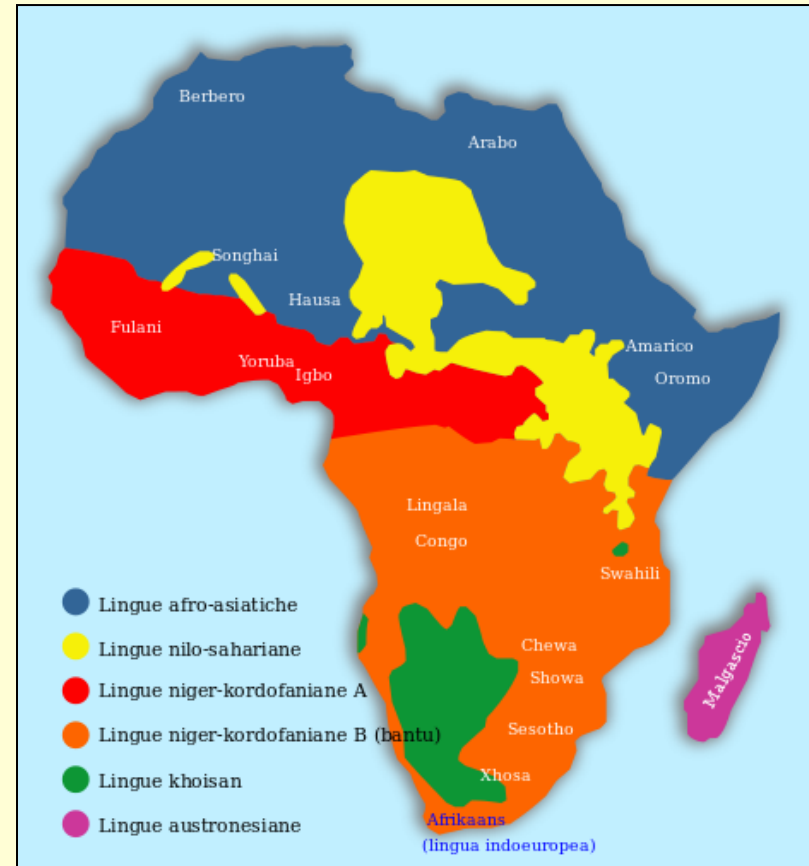 Berbero
Arabo
Songhai
Hausa
Fulani
Yoruba
Igbo
Amarico
Oromo
Lingala
Congo
Swahili
Chewa
Showa
Sesotho
Xhosa
Malgascio
Afrikaans
(lingua indoeuropea)
Lingue afro-asiatiche
Lingue nilo-sahariane
Lingue niger-kordofaniane A
Lingue niger-kordofaniane B (bantu)
Lingue khoisan
Lingue austronesiane